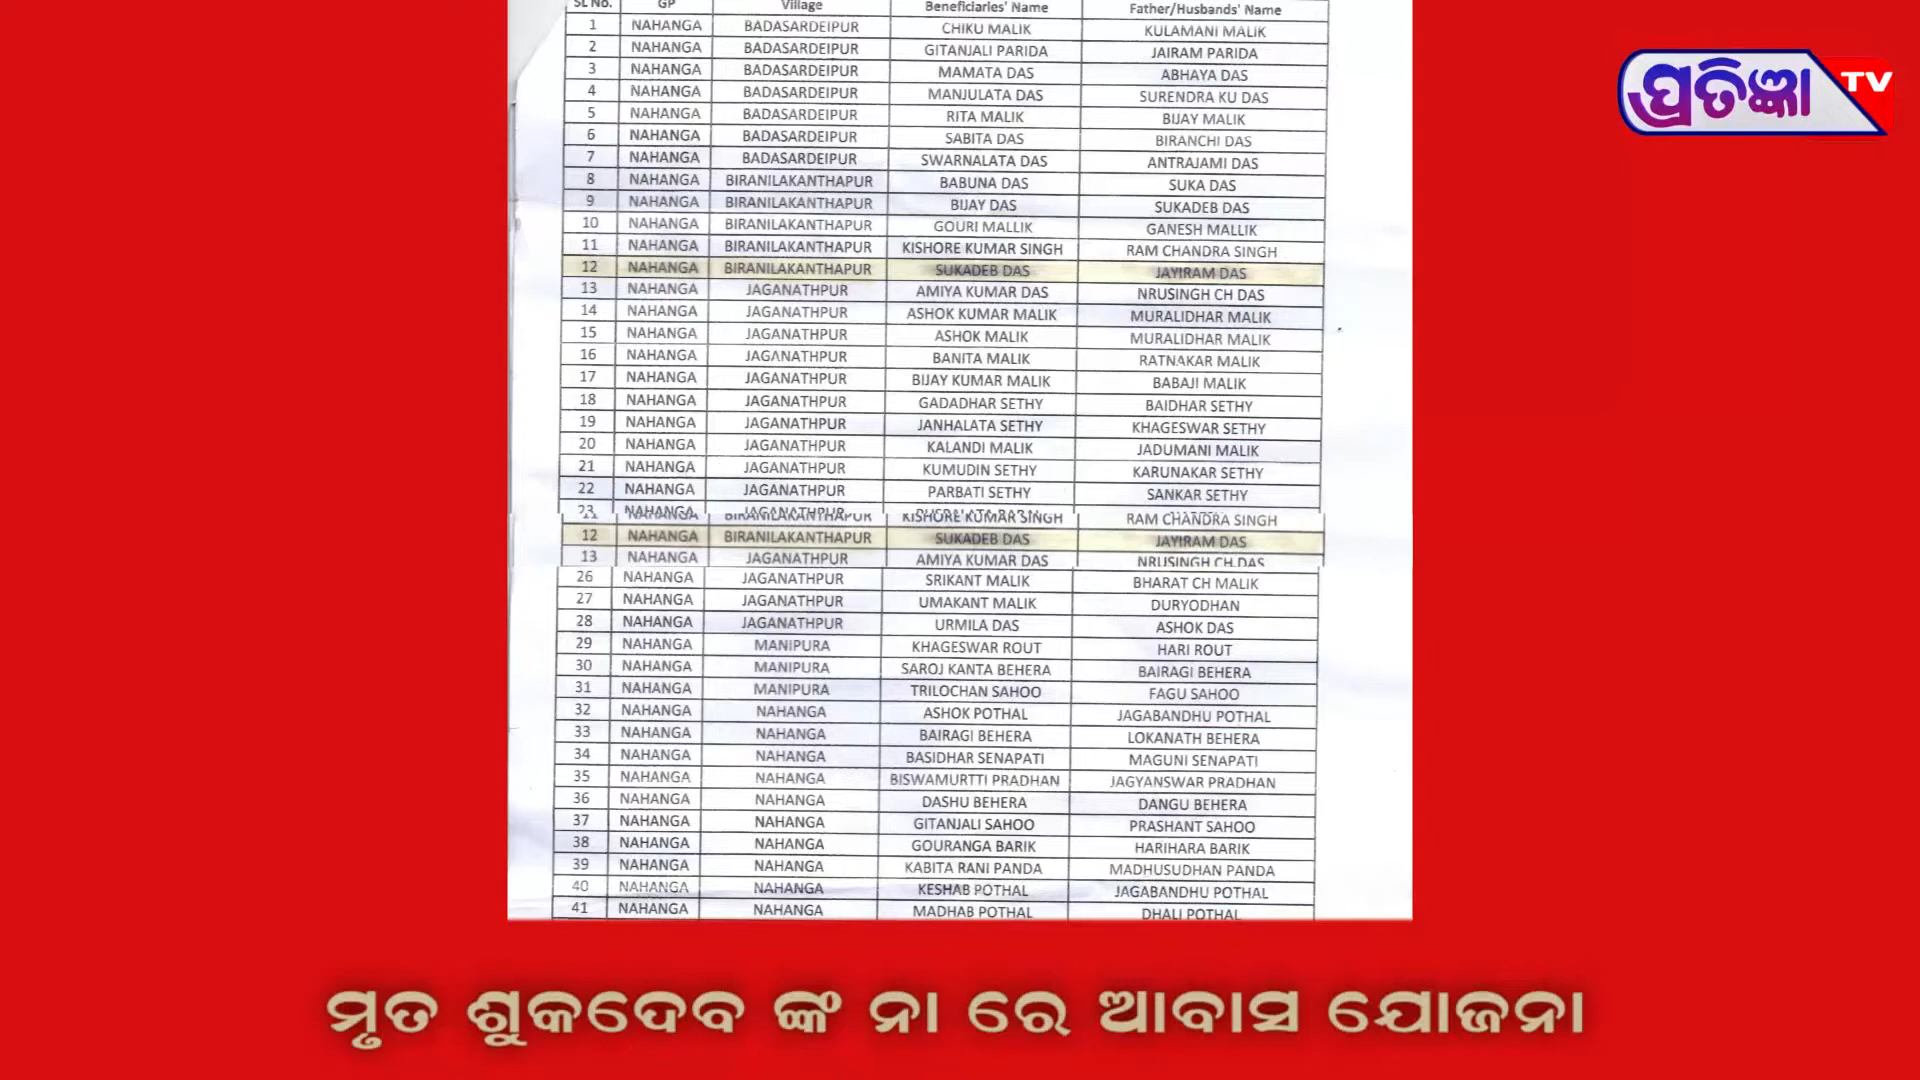 SL No. GP Village Beneficiaries' Name Father/Husbands' Name
1 NAHANGA BADASARDEIPUR CHIKU MALIK KULAMANI MALIK
2 NAHANGA BADASARDEIPUR GITANJALI PARIDA JAIRAM PARIDA
3 NAHANGA BADASARDEIPUR MAMATA DAS ABHAYA DAS
4 NAHANGA BADASARDEIPUR MANJULATA DAS SURENDRA KU DAS
5 NAHANGA BADASARDEIPUR RITA MALIK BIJAY MALIK
6 NAHANGA BADASARDEIPUR SABITA DAS BIRANCHI DAS
7 NAHANGA BADASARDEIPUR SWARNALATA DAS ANTRAJAMI DAS
8 NAHANGA BIRANILAKANTHAPUR BABUNA DAS SUKA DAS
9 NAHANGA BIRANILAKANTHAPUR BIJAY DAS SUKADEB DAS
10 NAHANGA BIRANILAKANTHAPUR GOURI MALLIK GANESH MALLIK
11 NAHANGA BIRANILAKANTHAPUR KISHORE KUMAR SINGH RAM CHANDRA SINGH
12 NAHANGA BIRANILAKANTHAPUR SUKADEB DAS JAYIRAM DAS
13 NAHANGA JAGANATHPUR AMIYA KUMAR DAS NRUSINGH CH DAS
14 NAHANGA JAGANATHPUR ASHOK KUMAR MALIK MURALIDHAR MALIK
15 NAHANGA JAGANATHPUR ASHOK MALIK MURALIDHAR MALIK
16 NAHANGA JAGANATHPUR BANITA MALIK RATNAKAR MALIK
17 NAHANGA JAGANATHPUR BIJAY KUMAR MALIK BABAJI MALIK
18 NAHANGA JAGANATHPUR GADADHAR SETHY BAIDHAR SETHY
19 NAHANGA JAGANATHPUR JANHALATA SETHY KHAGESWAR SETHY
20 NAHANGA JAGANATHPUR KALANDI MALIK JADUMANI MALIK
21 NAHANGA JAGANATHPUR KUMUDIN SETHY KARUNAKAR SETHY
22 NAHANGA JAGANATHPUR PARBATI SETHY SANKAR SETHY
23 NAHANGA JAGANATHPUR
11 NAHANGA BIRANILAKANTHAPUR KISHORE KUMAR SINGH RAM CHANDRA SINGH
12 NAHANGA BIRANILAKANTHAPUR SUKADEB DAS JAYIRAM DAS
13 NAHANGA JAGANATHPUR AMIYA KUMAR DAS NRUSINGH CH DAS
26 NAHANGA JAGANATHPUR SRIKANT MALIK BHARAT CH MALIK
27 NAHANGA JAGANATHPUR UMAKANT MALIK DURYODHAN
28 NAHANGA JAGANATHPUR URMILA DAS ASHOK DAS
29 NAHANGA MANIPURA KHAGESWAR ROUT HARI ROUT
30 NAHANGA MANIPURA SAROJ KANTA BEHERA BAIRAGI BEHERA
31 NAHANGA MANIPURA TRILOCHAN SAHOO FAGU SAHOO
32 NAHANGA NAHANGA ASHOK POTHAL JAGABANDHU POTHAL
33 NAHANGA NAHANGA BAIRAGI BEHERA LOKANATH BEHERA
34 NAHANGA NAHANGA BASIDHAR SENAPATI MAGUNI SENAPATI
35 NAHANGA NAHANGA BISWAMURTTI PRADHAN JAGYANSWAR PRADHAN
36 NAHANGA NAHANGA DASHU BEHERA DANGU BEHERA
37 NAHANGA NAHANGA GITANJALI SAHOO PRASHANT SAHOO
38 NAHANGA NAHANGA GOURANGA BARIK HARIHARA BARIK
39 NAHANGA NAHANGA KABITA RANI PANDA MADHUSUDHAN PANDA
40 NAHANGA NAHANGA KESHAB POTHAL JAGABANDHU POTHAL
41 NAHANGA NAHANGA MADHAB POTHAL DHALI POTHAL
ପ୍ରତିଜ୍ଞା TV
ମୃତ ଶୁକଦେବ ଙ୍କ ନା ରେ ଆବାସ ଯୋଜନା